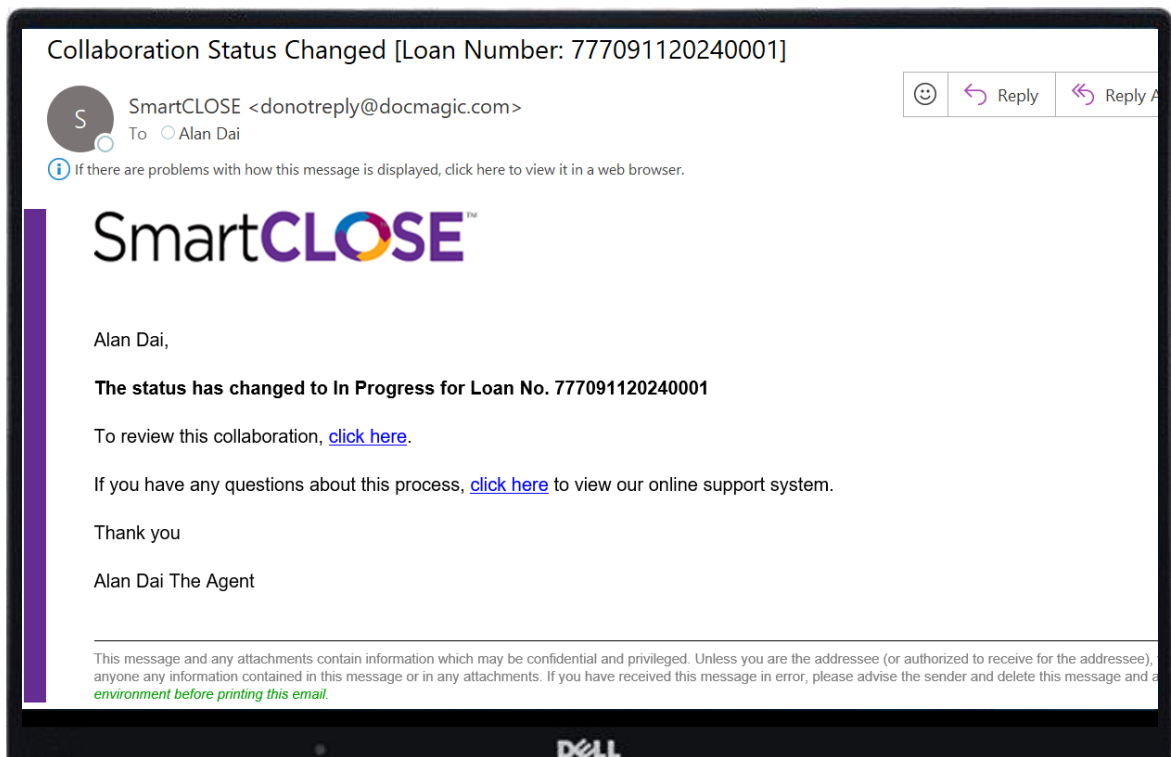 Collaboration Status Changed [Loan Number: 777091120240001]
S
SmartCLOSE <donotreply@docmagic.com>
To Alan Dai
Reply
Reply A
If there are problems with how this message is displayed, click here to view it in a web browser.
SmartCLOSE™
Alan Dai,
The status has changed to In Progress for Loan No. 777091120240001
To review this collaboration, click here.
If you have any questions about this process, click here to view our online support system.
Thank you
Alan Dai The Agent
This message and any attachments contain information which may be confidential and privileged. Unless you are the addressee (or authorized to receive for the addressee),
anyone any information contained in this message or in any attachments. If you have received this message in error, please advise the sender and delete this message and a
environment before printing this email.
DELL